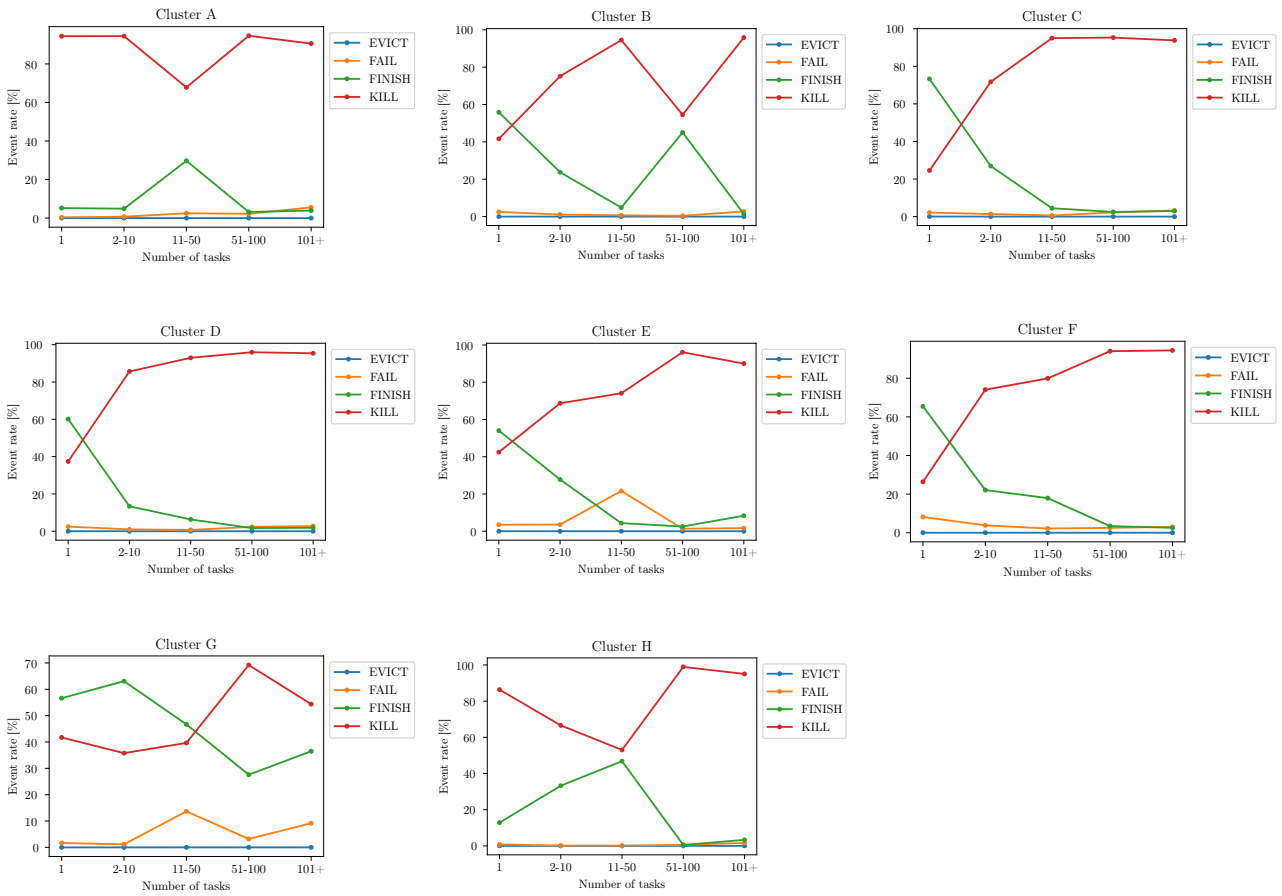 Cluster A
Event rate [%]
80
60
40
20
0
1 2-10 11-50 51-100 101+
Number of tasks
EVICT
FAIL
FINISH
KILL
Cluster B
Event rate [%]
100
80
60
40
20
0
1 2-10 11-50 51-100 101+
Number of tasks
EVICT
FAIL
FINISH
KILL
Cluster C
Event rate [%]
100
80
60
40
20
0
1 2-10 11-50 51-100 101+
Number of tasks
EVICT
FAIL
FINISH
KILL
Cluster D
Event rate [%]
100
80
60
40
20
0
1 2-10 11-50 51-100 101+
Number of tasks
EVICT
FAIL
FINISH
KILL
Cluster E
Event rate [%]
100
80
60
40
20
0
1 2-10 11-50 51-100 101+
Number of tasks
EVICT
FAIL
FINISH
KILL
Cluster F
Event rate [%]
80
60
40
20
0
1 2-10 11-50 51-100 101+
Number of tasks
EVICT
FAIL
FINISH
KILL
Cluster G
Event rate [%]
70
60
50
40
30
20
10
0
1 2-10 11-50 51-100 101+
Number of tasks
EVICT
FAIL
FINISH
KILL
Cluster H
Event rate [%]
100
80
60
40
20
0
1 2-10 11-50 51-100 101+
Number of tasks
EVICT
FAIL
FINISH
KILL